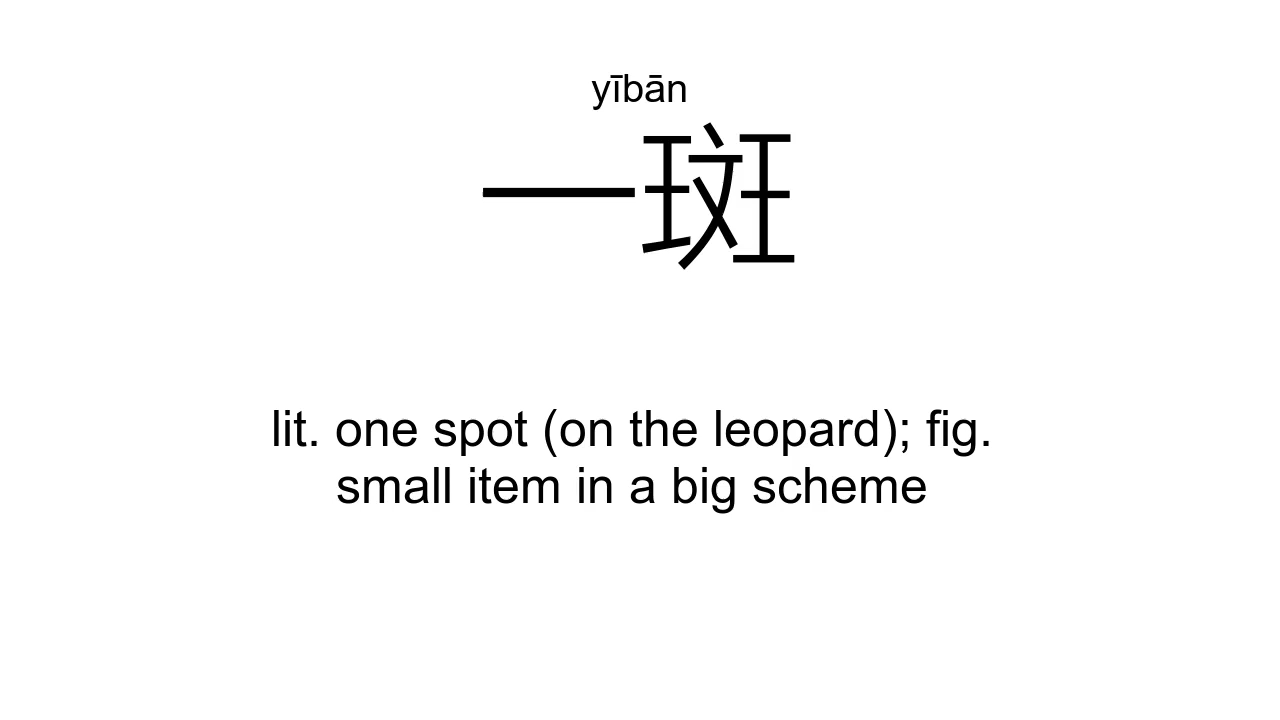 yībān
一斑
lit. one spot (on the leopard); fig.
small item in a big scheme